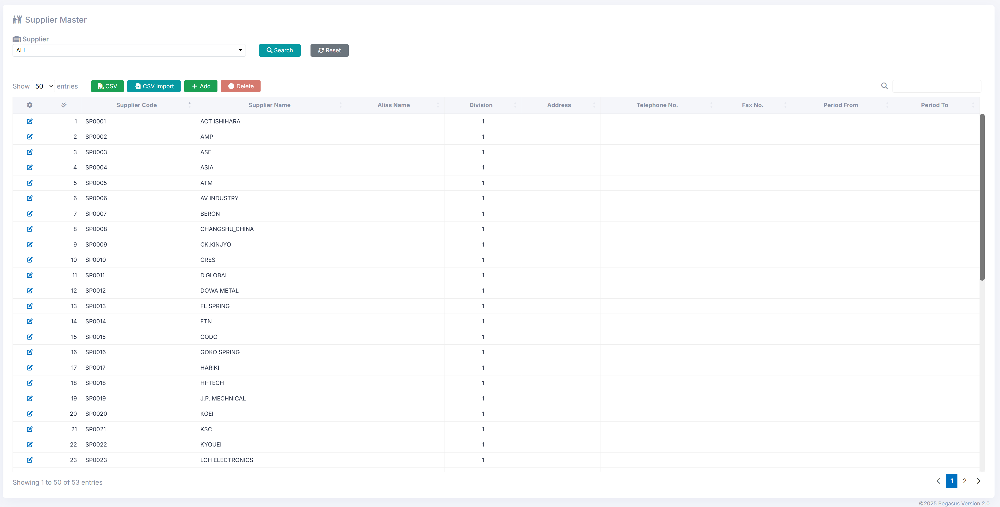 Supplier Master
Supplier
ALL
Search Reset
Show 50 entries CSV CSV Import Add Delete
Supplier Code Supplier Name Alias Name Division Address Telephone No. Fax No. Period From Period To
1 SP0001 ACT ISHIHARA 1
2 SP0002 AMP 1
3 SP0003 ASE 1
4 SP0004 ASIA 1
5 SP0005 ATM 1
6 SP0006 AV INDUSTRY 1
7 SP0007 BERON 1
8 SP0008 CHANGSHU_CHINA 1
9 SP0009 CK.KINJYO 1
10 SP0010 CRES 1
11 SP0011 D.GLOBAL 1
12 SP0012 DOWA METAL 1
13 SP0013 FL SPRING 1
14 SP0014 FTN 1
15 SP0015 GODO 1
16 SP0016 GOKO SPRING 1
17 SP0017 HARIKI 1
18 SP0018 HI-TECH 1
19 SP0019 J.P. MECHNICAL 1
20 SP0020 KOEI 1
21 SP0021 KSC 1
22 SP0022 KYOUEI 1
23 SP0023 LCH ELECTRONICS 1
Showing 1 to 50 of 53 entries 1 2
©2025 Pegasus Version 2.0